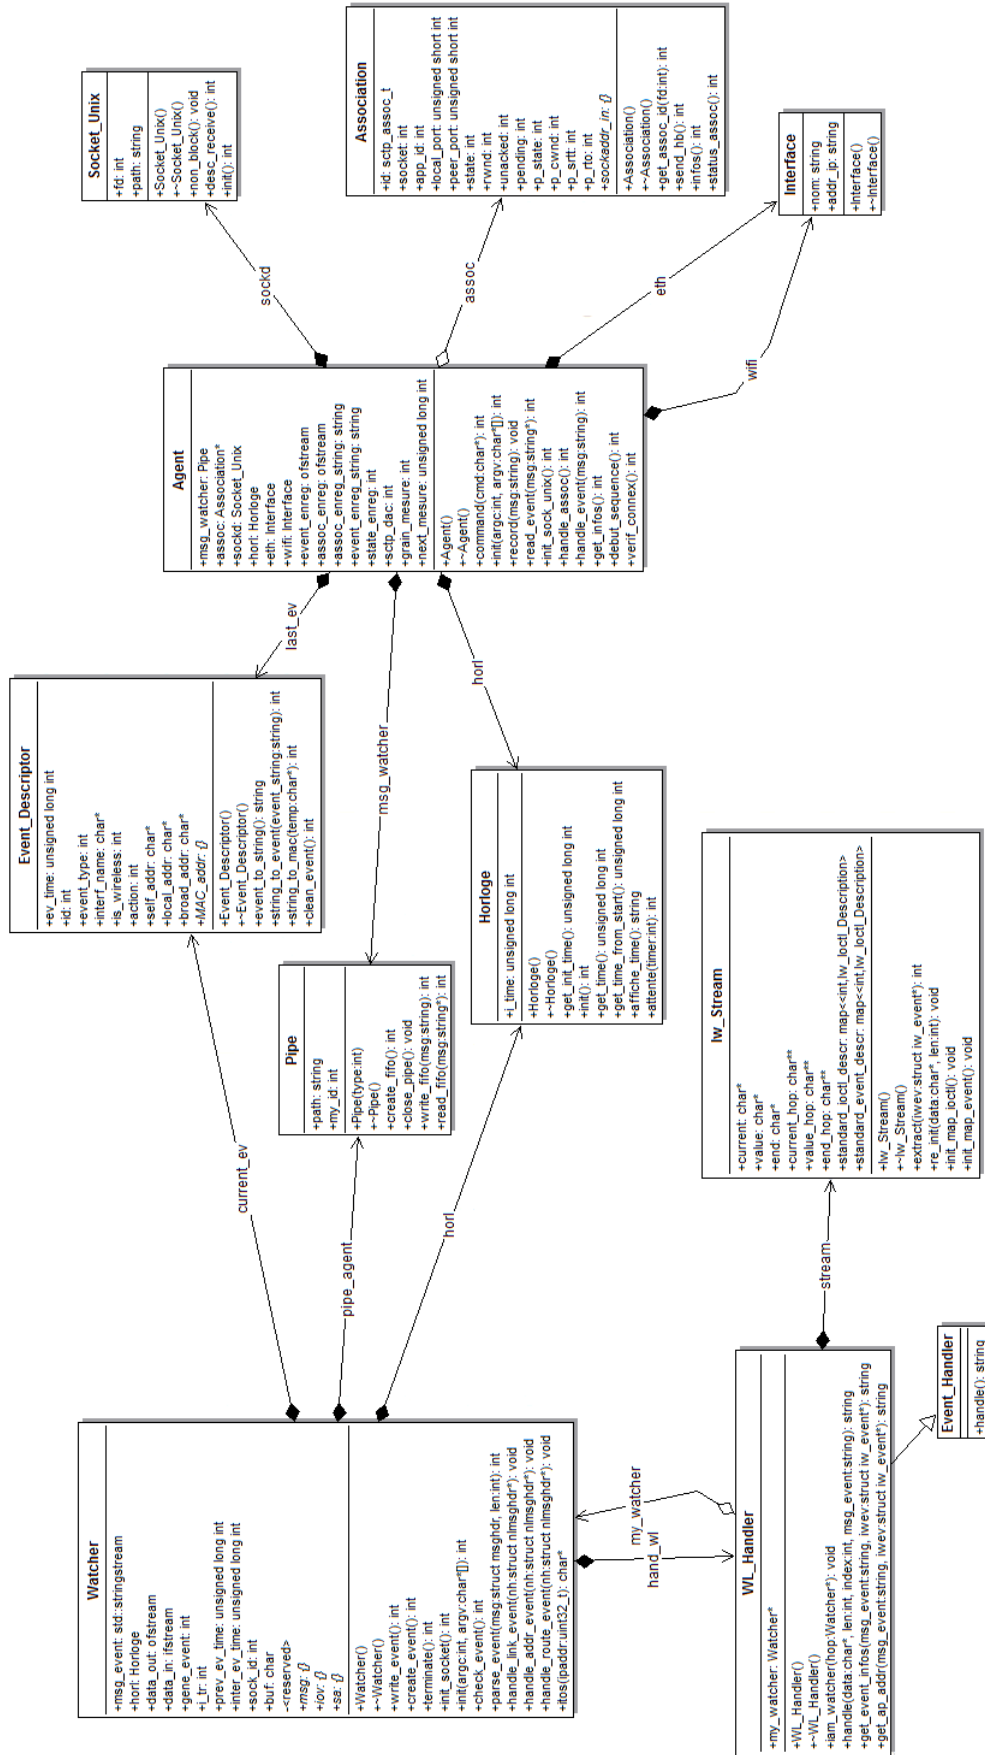 Socket_Unix
+fd: int
+path: string
+Socket_Unix()
+~Socket_Unix()
+non_block(): void
+desc_receive(): int
+init(): int
Association
+id: sctp_assoc_t
+socket: int
+app_id: int
+local_port: unsigned short int
+peer_port: unsigned short int
+state: int
+rwnd: int
+unacked: int
+pending: int
+p_state: int
+p_cwnd: int
+p_srtt: int
+p_rto: int
+sockaddr_in: {}
+Association()
+~Association()
+get_assoc_id(fd:int): int
+send_hb(): int
+infos(): int
+status_assoc(): int
Interface
+nom: string
+addr_ip: string
+Interface()
+~Interface()
sockd
assoc
eth
wifi
Agent
+msg_watcher: Pipe
+assoc: Association*
+sockd: Socket_Unix
+horl: Horloge
+eth: Interface
+wifi: Interface
+event_enreg: ofstream
+assoc_enreg: ofstream
+assoc_enreg_string: string
+event_enreg_string: string
+state_enreg: int
+sctp_dac: int
+grain_mesure: int
+next_mesure: unsigned long int
+Agent()
+~Agent()
+command(cmd:char*): int
+init(argc:int, argv:char*[]): int
+record(msg:string): void
+read_event(msg:string*): int
+init_sock_unix(): int
+handle_assoc(): int
+handle_event(msg:string): int
+get_infos(): int
+debut_sequence(): int
+verif_connex(): int
last_ev
msg_watcher
horl
Event_Descriptor
+ev_time: unsigned long int
+id: int
+event_type: int
+interf_name: char*
+is_wireless: int
+action: int
+self_addr: char*
+local_addr: char*
+broad_addr: char*
+MAC_addr: {}
+Event_Descriptor()
+~Event_Descriptor()
+event_to_string(): string
+string_to_event(event_string:string): int
+string_to_mac(temp:char*): int
+clean_event(): int
Pipe
+path: string
+my_id: int
+Pipe(type:int)
+~Pipe()
+create_fifo(): int
+close_pipe(): void
+write_fifo(msg:string): int
+read_fifo(msg:string*): int
Horloge
+i_time: unsigned long int
+Horloge()
+~Horloge()
+get_init_time(): unsigned long int
+init(): int
+get_time(): unsigned long int
+get_time_from_start(): unsigned long int
+affiche_time(): string
+attente(timer:int): int
Iw_Stream
+current: char*
+value: char*
+end: char*
+current_hop: char**
+value_hop: char**
+end_hop: char**
+standard_ioctl_descr: map<<int,Iw_Ioctl_Description>
+standard_event_descr: map<<int,Iw_Ioctl_Description>
+Iw_Stream()
+~Iw_Stream()
+extract(iwev:struct iw_event*): int
+re_init(data:char*, len:int): void
+init_map_ioctl(): void
+init_map_event(): void
current_ev
pipe_agent
horl
stream
Watcher
+msg_event: std::stringstream
+horl: Horloge
+data_out: ofstream
+data_in: ifstream
+gene_event: int
+i_tr: int
+prev_ev_time: unsigned long int
+inter_ev_time: unsigned long int
+sock_id: int
+buf: char
-<reserved>
+msg: {}
+iov: {}
+sa: {}
+Watcher()
+~Watcher()
+write_event(): int
+create_event(): int
+terminate(): int
+init_socket(): int
+init(argc:int, argv:char*[]): int
+check_event(): int
+parse_event(msg:struct msghdr, len:int): int
+handle_link_event(nh:struct nlmsghdr*): void
+handle_addr_event(nh:struct nlmsghdr*): void
+handle_route_event(nh:struct nlmsghdr*): void
+itos(ipaddr:uint32_t): char*
my_watcher
hand_wl
WL_Handler
+my_watcher: Watcher*
+WL_Handler()
+~WL_Handler()
+iam_watcher(hop:Watcher*): void
+handle(data:char*, len:int, index:int, msg_event:string): string
+get_event_infos(msg_event:string, iwev:struct iw_event*): string
+get_ap_adr(msg_event:string, iwev:struct iw_event*): string
Event_Handler
+handle(): string